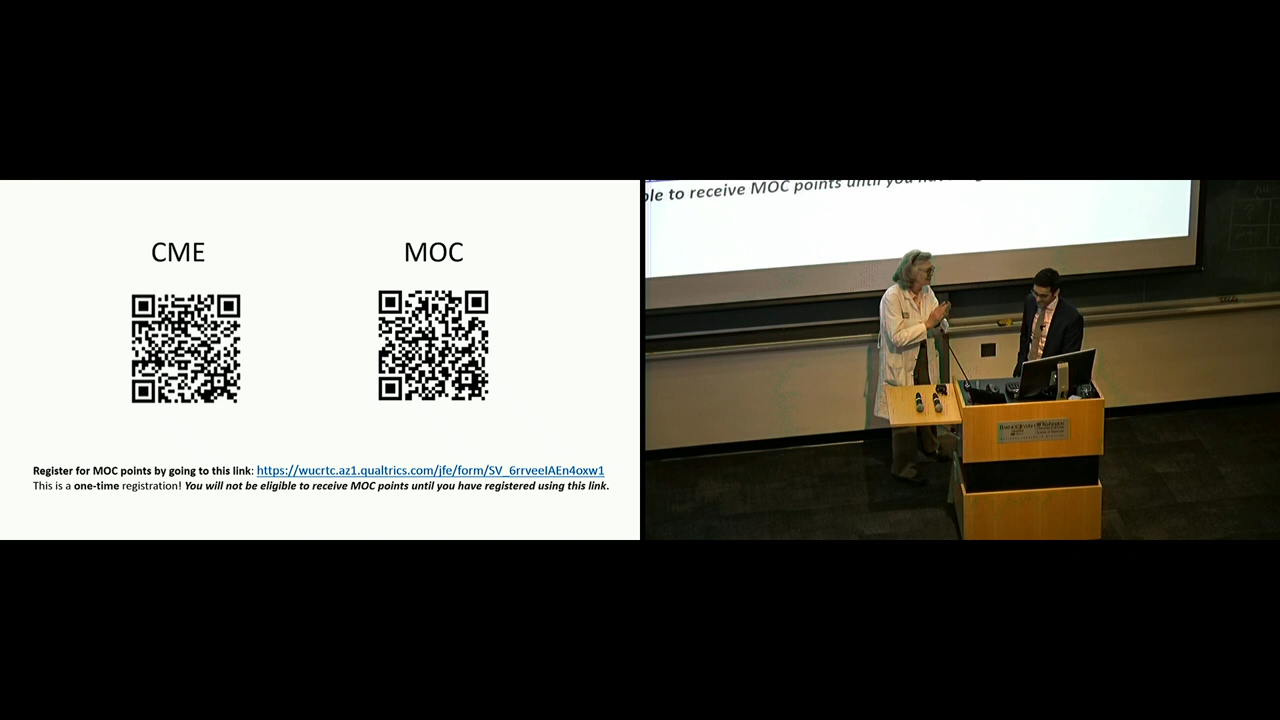 CME
MOC
Register for MOC points by going to this link: https://wucrtc.az1.qualtrics.com/jfe/form/SV_6rrveelAEn4oxw1
This is a one-time registration! You will not be eligible to receive MOC points until you have registered using this link.
ble to receive MOC points until you